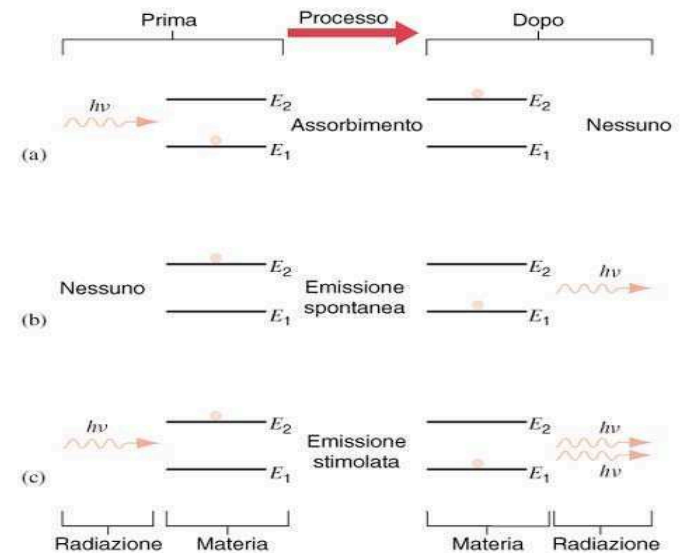 Prima Processo Dopo
hν E₂ E₂
Assorbimento Nessuno
(a) E₁ E₁
E₂ E₂ hν
Nessuno Emissione
spontanea
(b) E₁ E₁
hν E₂ E₂ hν
Emissione
stimolata
(c) E₁ E₁ hν
Radiazione Materia Materia Radiazione